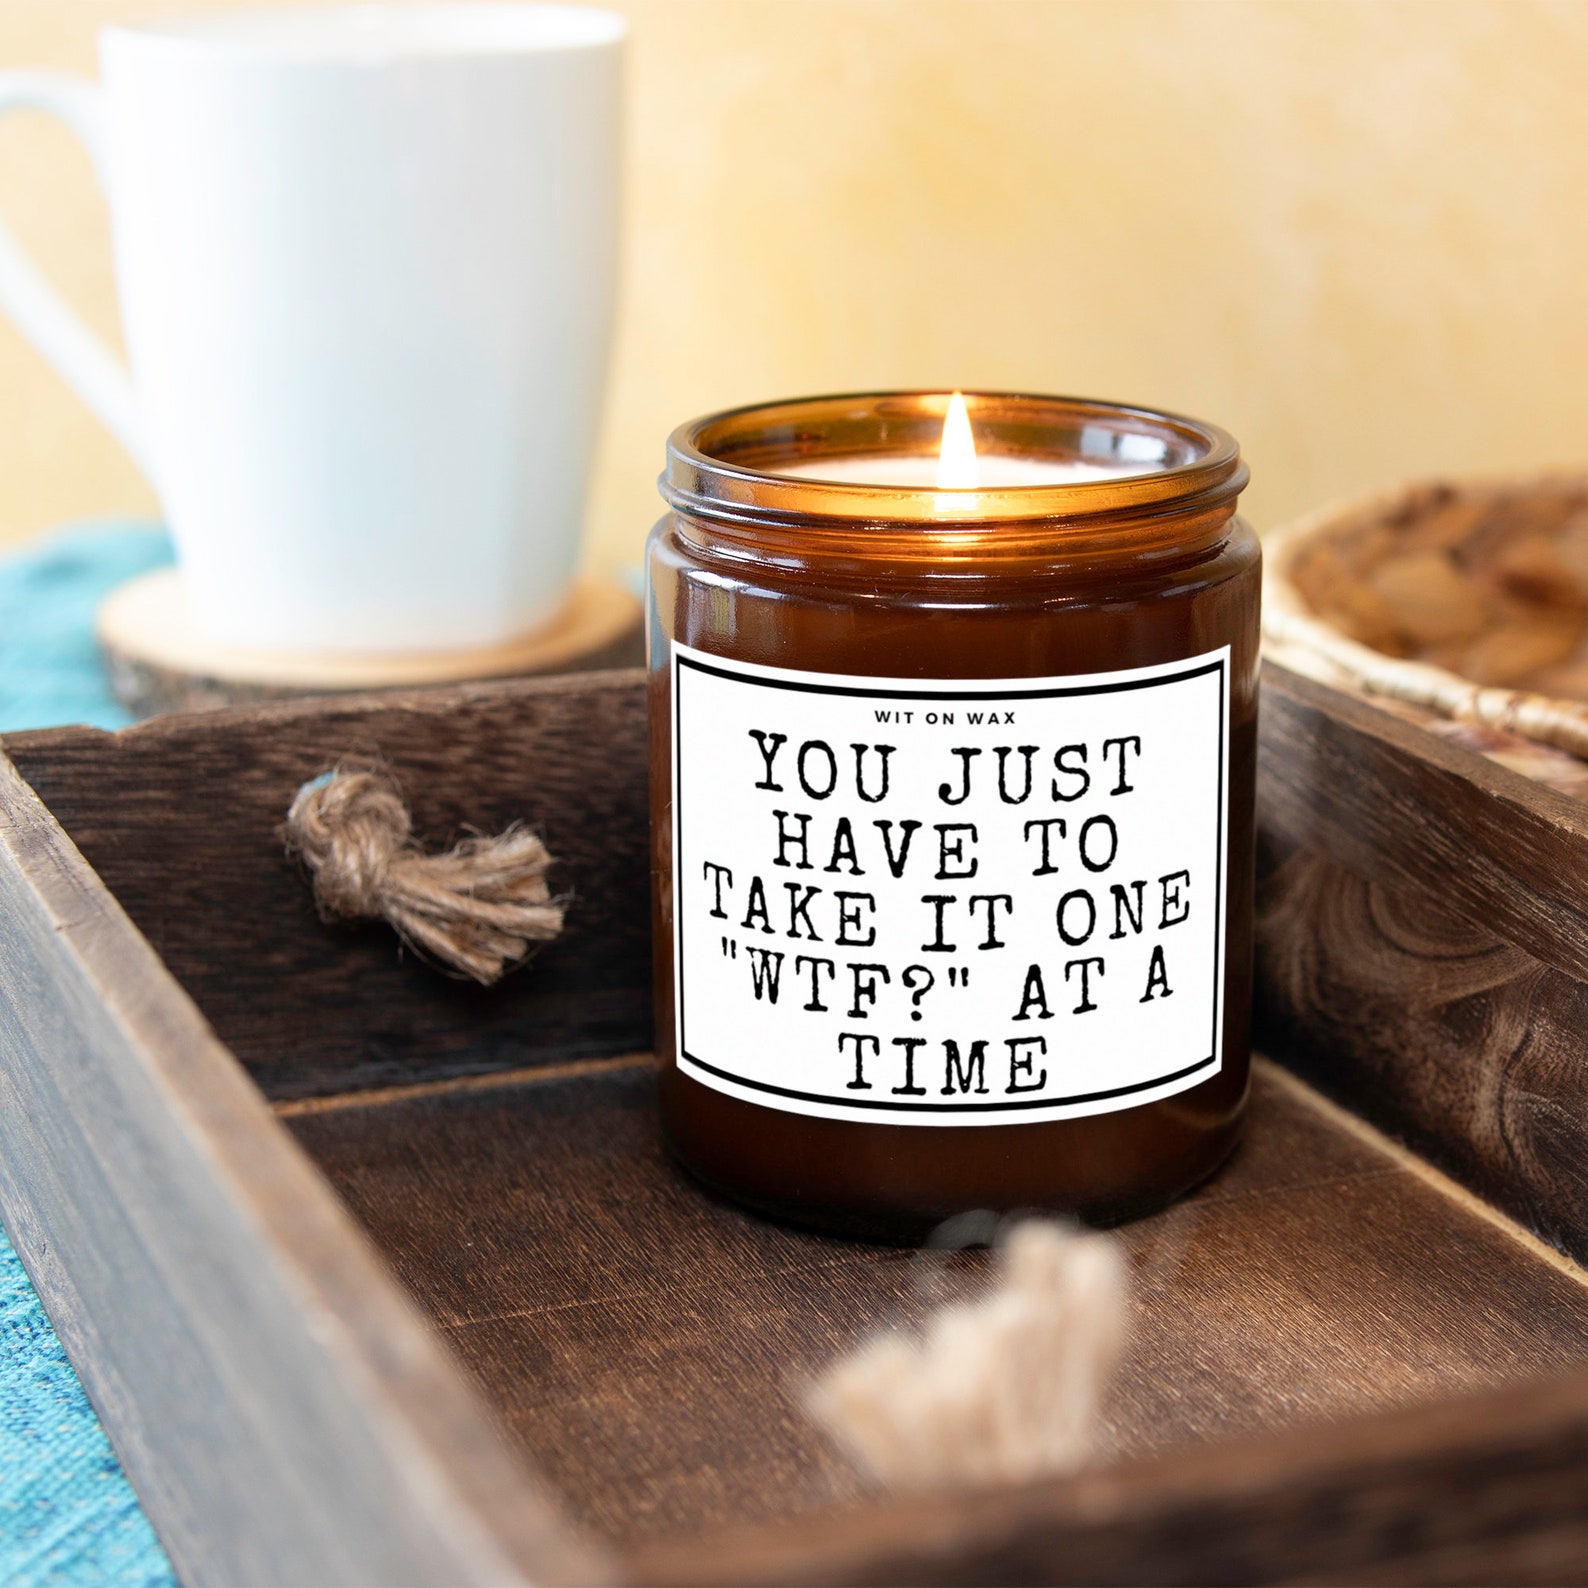 WIT ON WAX
YOU JUST
HAVE TO
TAKE IT ONE
"WTF?" AT A
TIME